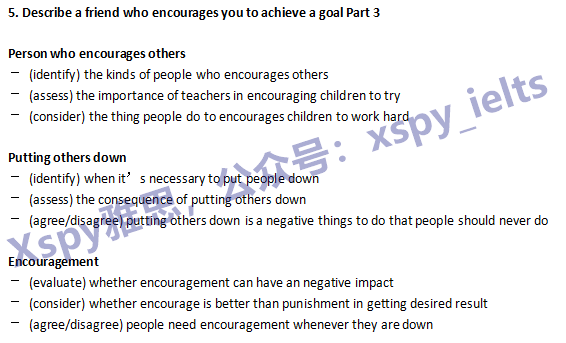 5. Describe a friend who encourages you to achieve a goal Part 3
Person who encourages others
– (identify) the kinds of people who encourages others
– (assess) the importance of teachers in encouraging children to try
– (consider) the thing people do to encourages children to work hard
Putting others down
– (identify) when it’s necessary to put people down
– (assess) the consequence of putting others down
– (agree/disagree) putting others down is a negative things to do that people should never do
Encouragement
– (evaluate) whether encouragement can have an negative impact
– (consider) whether encourage is better than punishment in getting desired result
– (agree/disagree) people need encouragement whenever they are down
Xspy雅思，公众号：xspy_ielts